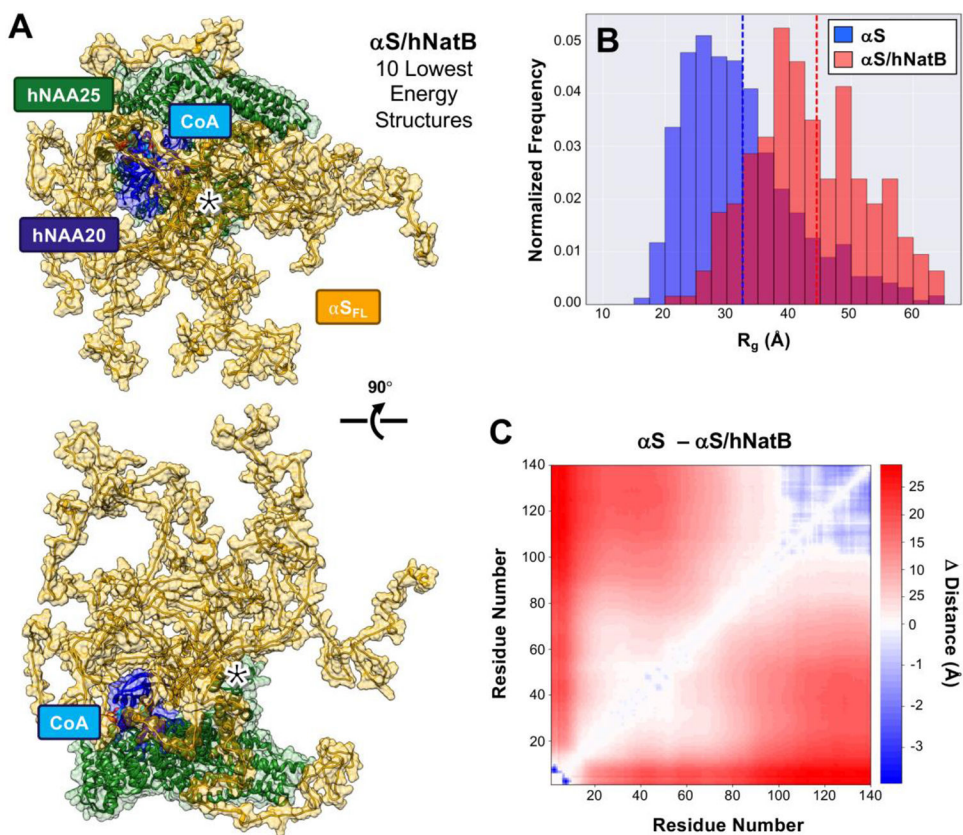 A
αS/hNatB
10 Lowest
Energy
Structures
hNAA25
CoA
*
hNAA20
αSFL
90°
*
CoA
B
αS
αS/hNatB
0.05
0.04
0.03
0.02
0.01
0.00
Normalized Frequency
10 20 30 40 50 60
Rg (Å)
C
αS – αS/hNatB
140
120
100
80
60
40
20
Residue Number
20 40 60 80 100 120 140
Residue Number
25
20
15
10
25
0
-1
-2
-3
Δ Distance (Å)